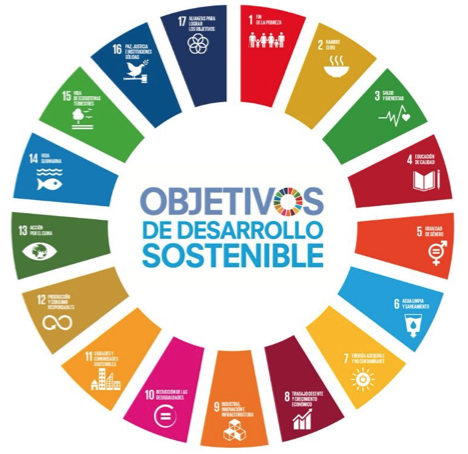 OBJETIVOS
DE DESARROLLO
SOSTENIBLE
1 FIN
DE LA POBREZA
2 HAMBRE
CERO
3 SALUD
Y BIENESTAR
4 EDUCACIÓN
DE CALIDAD
5 IGUALDAD
DE GÉNERO
6 AGUA LIMPIA
Y SANEAMIENTO
7 ENERGÍA ASEQUIBLE
Y NO CONTAMINANTE
8 TRABAJO DECENTE
Y CRECIMIENTO
ECONÓMICO
9 INDUSTRIA,
INNOVACIÓN E
INFRAESTRUCTURA
10 REDUCCIÓN DE LAS
DESIGUALDADES
11 CIUDADES Y
COMUNIDADES
SOSTENIBLES
12 PRODUCCIÓN
Y CONSUMO
RESPONSABLES
13 ACCIÓN
POR EL CLIMA
14 VIDA
SUBMARINA
15 VIDA
DE ECOSISTEMAS
TERRESTRES
16 PAZ, JUSTICIA
E INSTITUCIONES
SÓLIDAS
17 ALIANZAS PARA
LOGRAR
LOS OBJETIVOS